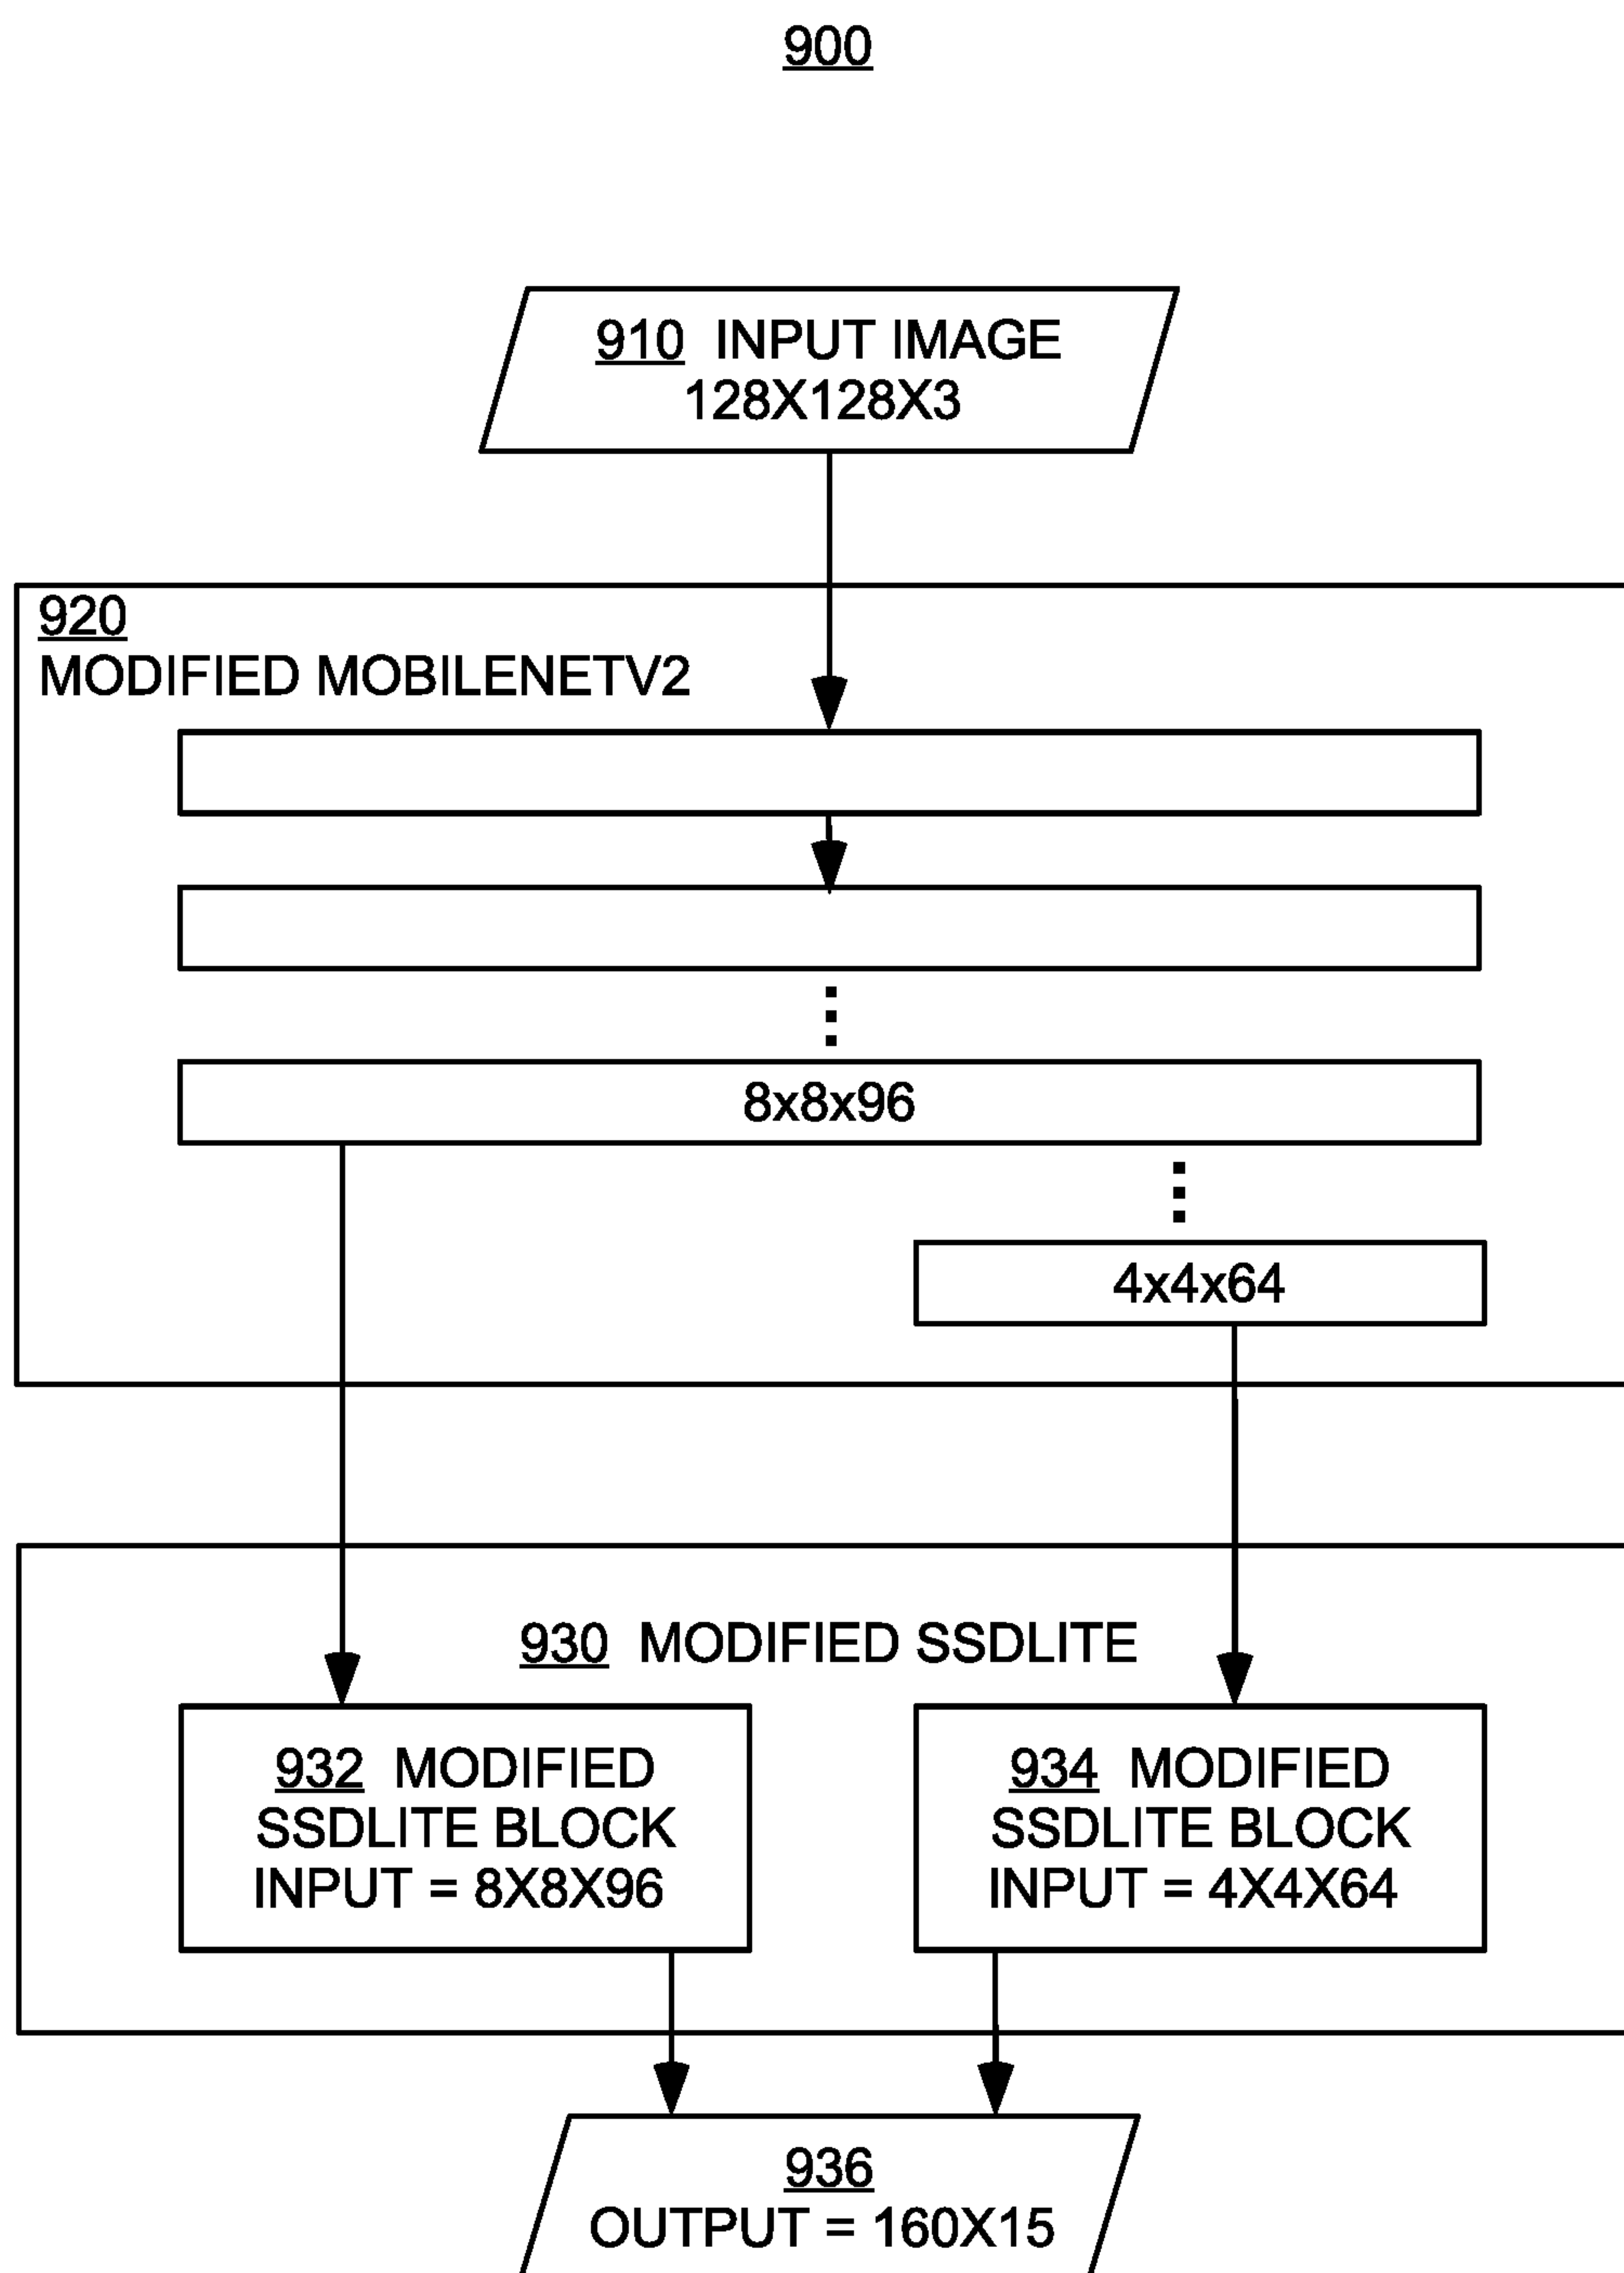 900
910 INPUT IMAGE
128X128X3
920
MODIFIED MOBILENETV2
8x8x96
4x4x64
930 MODIFIED SSDLITE
932 MODIFIED
SSDLITE BLOCK
INPUT = 8X8X96
934 MODIFIED
SSDLITE BLOCK
INPUT = 4X4X64
936
OUTPUT = 160X15